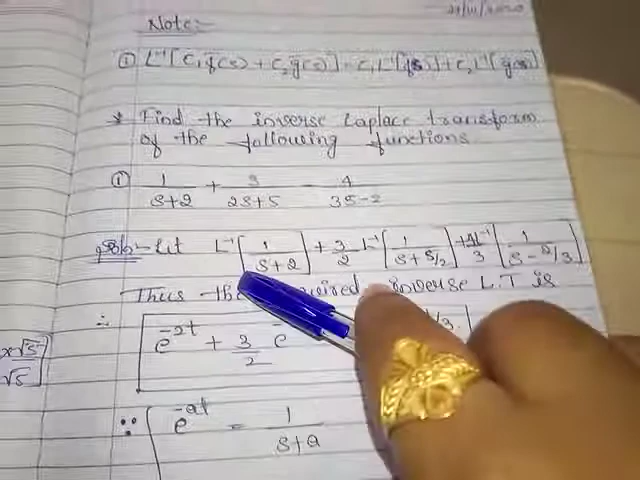 Note:-
① L⁻¹[c₁f̄(s) + c₂ḡ(s)] = c₁L⁻¹[f̄(s)] + c₂L⁻¹[ḡ(s)]
* Find the inverse Laplace transform
of the following functions
① 1/(s+2) + 3/(2s+5) - 4/(3s-2)
Sol:- Let L⁻¹[1/(s+2)] + 3/2 L⁻¹[1/(s+5/2)] + 4/3 L⁻¹[1/(s-2/3)]
Thus the required inverse L.T is
∴ e^-2t + 3/2 e^-
∵ e^-at = 1/(s+a)
√5